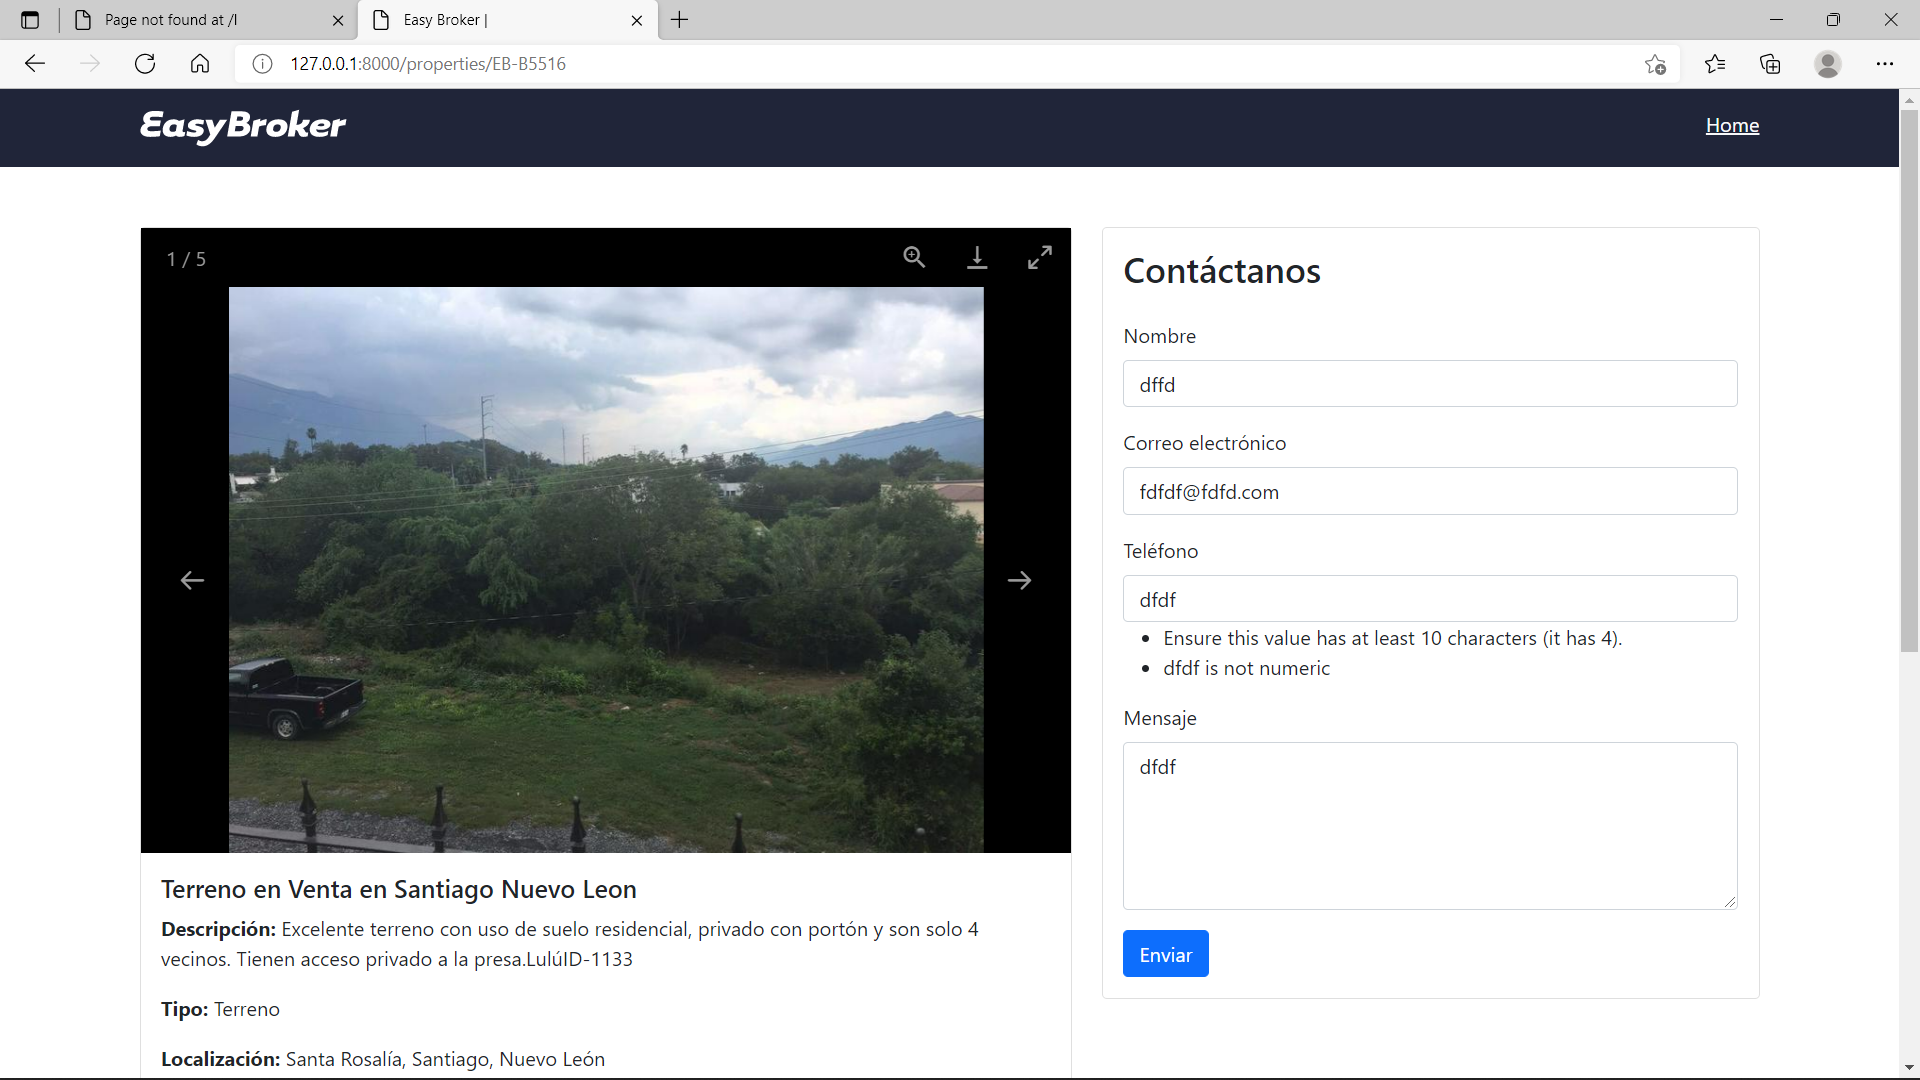 Page not found at /l
Easy Broker |
127.0.0.1:8000/properties/EB-B5516
EasyBroker
Home
1 / 5
Terreno en Venta en Santiago Nuevo Leon
Descripción: Excelente terreno con uso de suelo residencial, privado con portón y son solo 4
vecinos. Tienen acceso privado a la presa.LulúID-1133
Tipo: Terreno
Localización: Santa Rosalía, Santiago, Nuevo León
Contáctanos
Nombre
dffd
Correo electrónico
fdfdf@fdfd.com
Teléfono
dfdf
Ensure this value has at least 10 characters (it has 4).
dfdf is not numeric
Mensaje
dfdf
Enviar